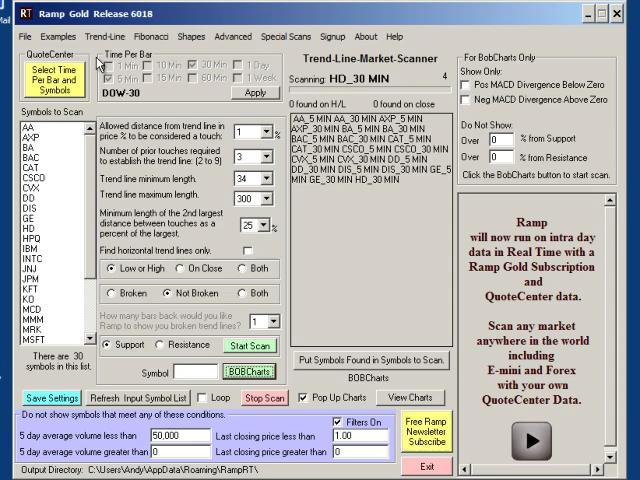 Mail
RT Ramp Gold Release 6018
File Examples Trend-Line Fibonacci Shapes Advanced Special Scans Signup About Help
QuoteCenter
Select Time
Per Bar and
Symbols
Time Per Bar
1 Min 10 Min 30 Min 1 Day
5 Min 15 Min 60 Min 1 Week
DOW-30 Apply
Trend-Line-Market-Scanner
Scanning: HD_30 MIN 4
0 found on H/L 0 found on close
For BobCharts Only
Show Only:
Pos MACD Divergence Below Zero
Neg MACD Divergence Above Zero
Do Not Show:
Over 0 % from Support
Over 0 % from Resistance
Click the BobCharts button to start scan.
Symbols to Scan
AA
AXP
BA
BAC
CAT
CSCO
CVX
DD
DIS
GE
HD
HPQ
IBM
INTC
JNJ
JPM
KFT
KO
MCD
MMM
MRK
MSFT
There are 30
symbols in this list.
Allowed distance from trend line in
price % to be considered a touch: 1 %
Number of prior touches required
to establish the trend line: (2 to 9) 3
Trend line minimum length. 34
Trend line maximum length. 300
Minimum length of the 2nd largest
distance between touches as a
percent of the largest. 25 %
Find horizontal trend lines only.
Low or High On Close Both
Broken Not Broken Both
How many bars back would you like
Ramp to show you broken trend lines? 1
Support Resistance Start Scan
Symbol BOBCharts
AA_5 MIN AA_30 MIN AXP_5 MIN
AXP_30 MIN BA_5 MIN BA_30 MIN
BAC_5 MIN BAC_30 MIN CAT_5 MIN
CAT_30 MIN CSCO_5 MIN CSCO_30 MIN
CVX_5 MIN CVX_30 MIN DD_5 MIN
DD_30 MIN DIS_5 MIN DIS_30 MIN GE_5
MIN GE_30 MIN HD_30 MIN
Put Symbols Found in Symbols to Scan.
BOBCharts
Save Settings Refresh Input Symbol List Loop Stop Scan Pop Up Charts View Charts
Do not show symbols that meet any of these conditions.
Filters On
5 day average volume less than 50,000 Last closing price less than 1.00
5 day average volume greater than 0 Last closing price greater than 0
Free Ramp
Newsletter
Subscribe
Exit
Output Directory: C:\Users\Andy\AppData\Roaming\RampRT\
Ramp
will now run on intra day
data in Real Time with a
Ramp Gold Subscription
and
QuoteCenter data.
Scan any market
anywhere in the world
including
E-mini and Forex
with your own
QuoteCenter Data.